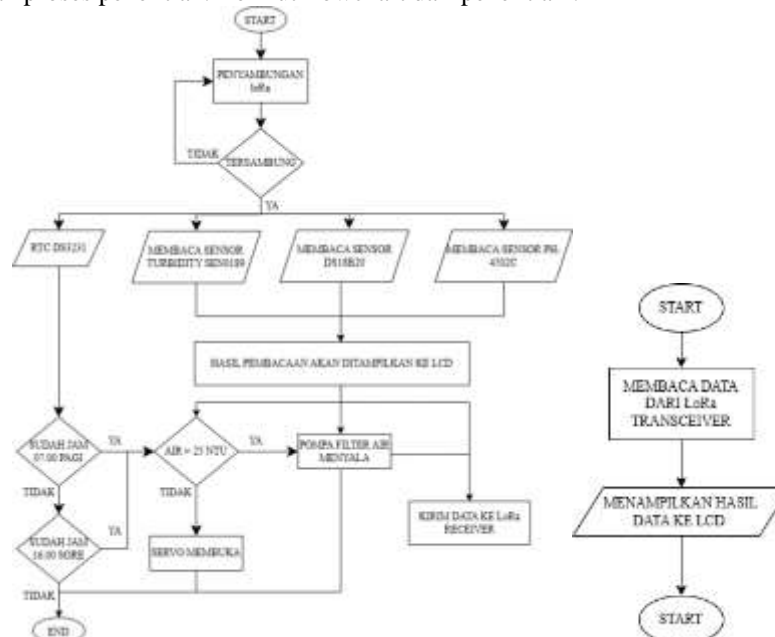 START
PENYAMBUNGAN
loRa
TIDAK
TERSAMBUNG
YA
RTC DS3231
MEMBACA SENSOR
TURBIDITY SEN0189
MEMBACA SENSOR
DS18B20
MEMBACA SENSOR PH-
4502C
HASIL PEMBACAAN AKAN DITAMPILKAN KE LCD
SUDAH JAM
07.00 PAGI
YA
TIDAK
AIR > 25 NTU
YA
TIDAK
POMPA FILTER AIR
MENYALA
SUDAH JAM
16.00 SORE
YA
TIDAK
SERVO MEMBUKA
KIRIM DATA KE LoRa
RECEIVER
END
START
MEMBACA DATA
DARI LoRa
TRANSCEIVER
MENAMPILKAN HASIL
DATA KE LCD
START